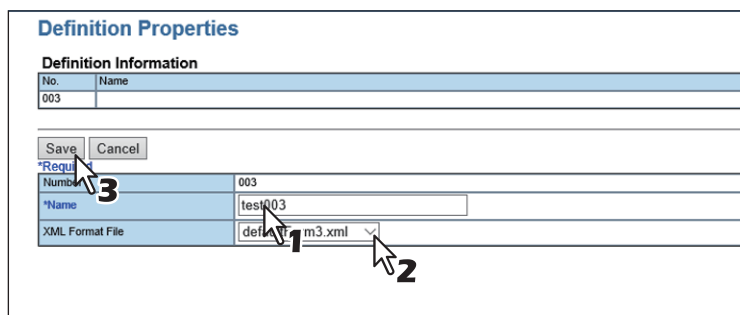 Definition Properties
Definition Information
No. Name
003
Save Cancel
*Required
Number 003
*Name test003
XML Format File m3.xml
3
1
2